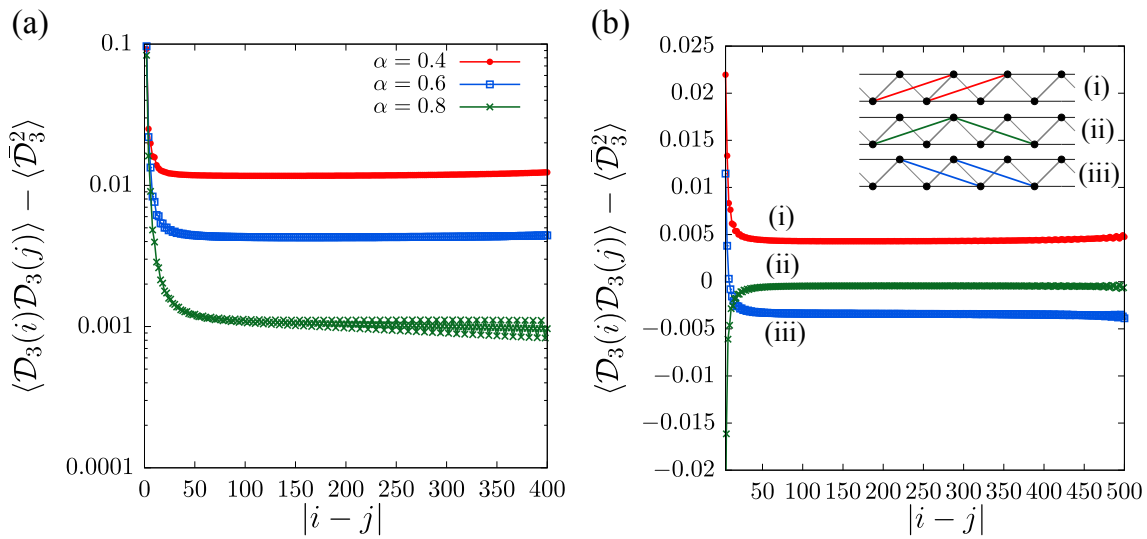 (a)
⟨𝒟₃(i)𝒟₃(j)⟩ − ⟨𝒟̄₃²⟩
0.1
0.01
0.001
0.0001
α = 0.4
α = 0.6
α = 0.8
0 50 100 150 200 250 300 350 400
|i − j|
(b)
⟨𝒟₃(i)𝒟₃(j)⟩ − ⟨𝒟̄₃²⟩
0.025
0.02
0.015
0.01
0.005
0
−0.005
−0.01
−0.015
−0.02
(i)
(ii)
(iii)
(i)
(ii)
(iii)
50 100 150 200 250 300 350 400 450 500
|i − j|